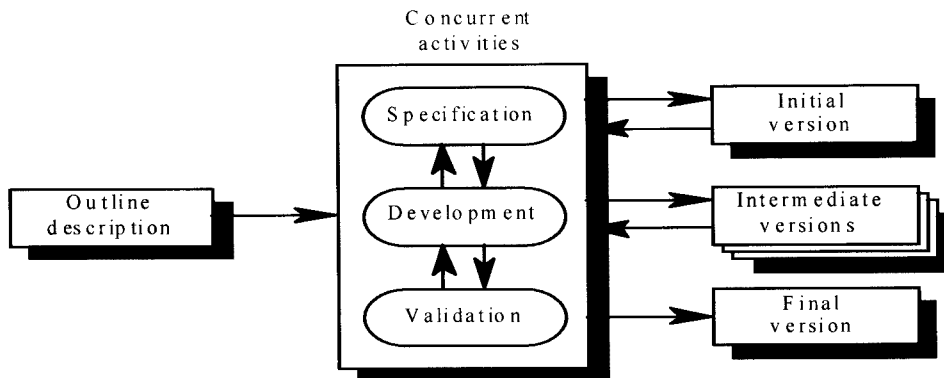 Concurrent
activities
Specification
Initial
version
Outline
description
Development
Intermediate
versions
Validation
Final
version